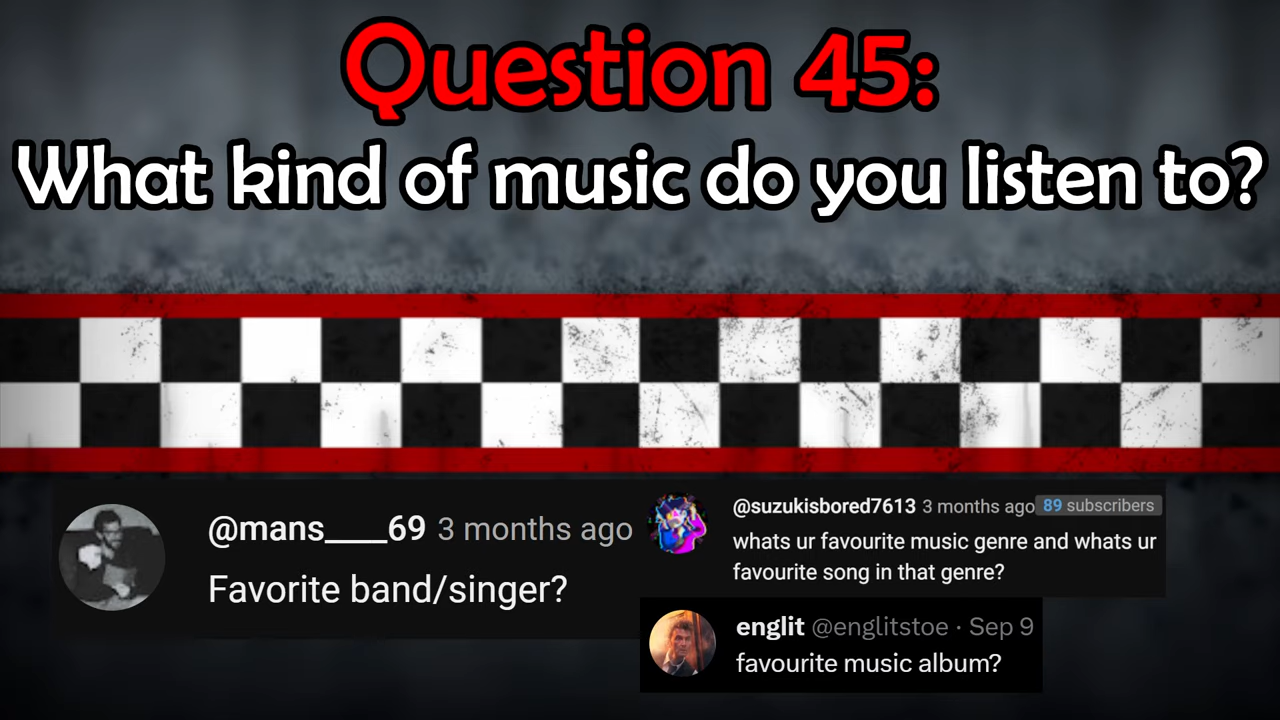 Question 45:
What kind of music do you listen to?
@mans____69 3 months ago
Favorite band/singer?
@suzukisbored7613 3 months ago 89 subscribers
whats ur favourite music genre and whats ur
favourite song in that genre?
englit @englitstoe · Sep 9
favourite music album?